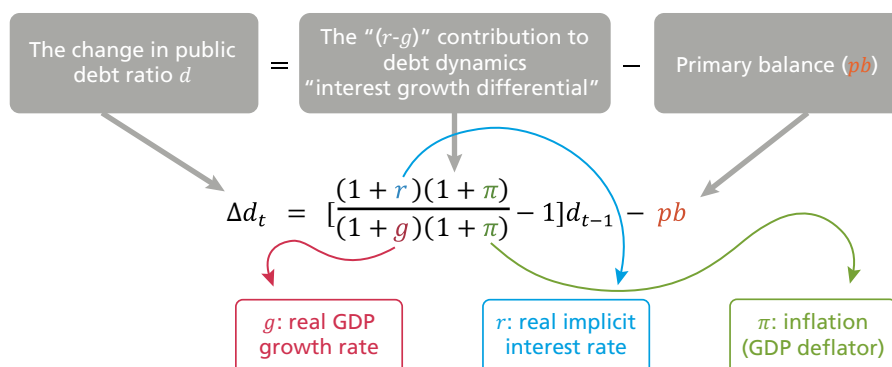 The change in public
debt ratio d
=
The “(r-g)” contribution to
debt dynamics
“interest growth differential”
−
Primary balance (pb)
Δd_t = [(1 + r)(1 + π) / (1 + g)(1 + π) − 1]d_{t−1} − pb
g: real GDP
growth rate
r: real implicit
interest rate
π: inflation
(GDP deflator)